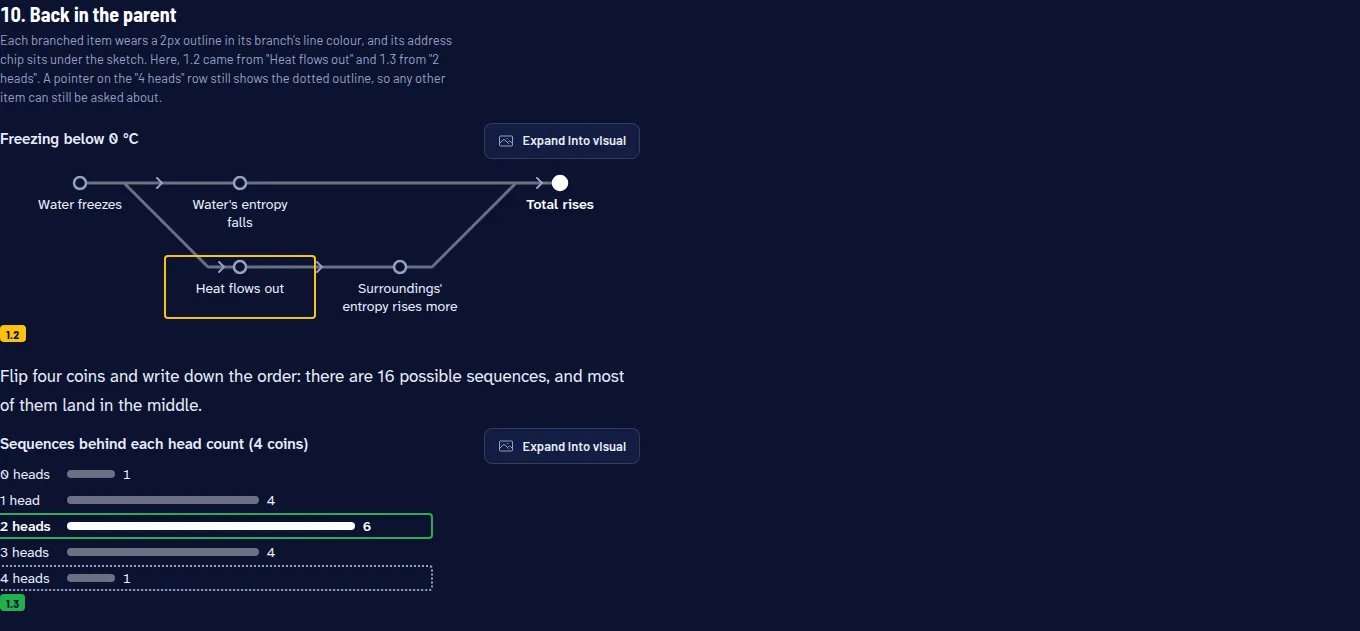 10. Back in the parent
Each branched item wears a 2px outline in its branch's line colour, and its address
chip sits under the sketch. Here, 1.2 came from "Heat flows out" and 1.3 from "2
heads". A pointer on the "4 heads" row still shows the dotted outline, so any other
item can still be asked about.
Freezing below 0 °C
Expand into visual
Water freezes
Water's entropy
falls
Total rises
Heat flows out
Surroundings'
entropy rises more
1.2
Flip four coins and write down the order: there are 16 possible sequences, and most
of them land in the middle.
Sequences behind each head count (4 coins)
Expand into visual
0 heads 1
1 head 4
2 heads 6
3 heads 4
4 heads 1
1.3